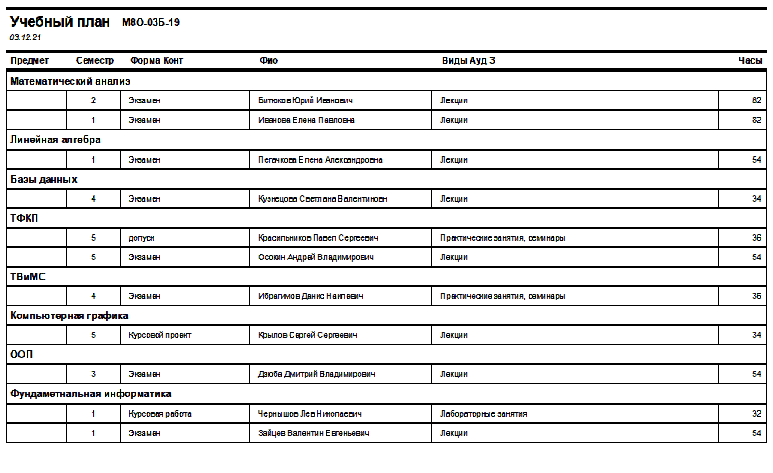 Учебный план М8О-03Б-19
03.12.21
Предмет Семестр Форма Конт Фио Виды Ауд З Часы
Математический анализ
2 Экзамен Битюков Юрий Иванович Лекции 82
1 Экзамен Иванова Елена Павловна Лекции 82
Линейная алгебра
1 Экзамен Пегачкова Елена Александровна Лекции 54
Базы данных
4 Экзамен Кузнецова Светлана Валентиновн Лекции 34
ТФКП
5 допуск Красильников Павел Сергеевич Практические занятия, семинары 36
5 Экзамен Осокин Андрей Владимирович Лекции 54
ТВиМС
4 Экзамен Ибрагимов Данис Наилевич Практические занятия, семинары 36
Компьютерная графика
5 Курсовой проект Крылов Сергей Сергеевич Лекции 34
ООП
3 Экзамен Дзюба Дмитрий Владимирович Лекции 54
Фундаметнальная информатика
1 Курсовая работа Чернышов Лев Николаевич Лабораторные занятия 32
1 Экзамен Зайцев Валентин Евгеньевич Лекции 54